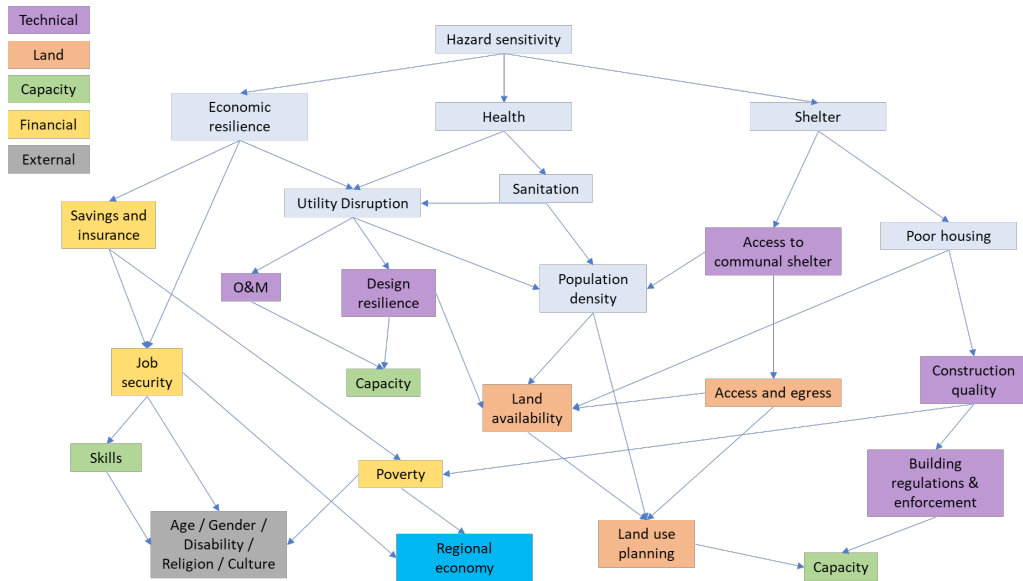 Technical
Land
Capacity
Financial
External
Hazard sensitivity
Economic
resilience
Health
Shelter
Utility Disruption
Sanitation
Savings and
insurance
Access to
communal shelter
Poor housing
O&M
Design
resilience
Population
density
Job
security
Capacity
Land
availability
Access and egress
Construction
quality
Skills
Poverty
Building
regulations &
enforcement
Age / Gender /
Disability /
Religion / Culture
Regional
economy
Land use
planning
Capacity